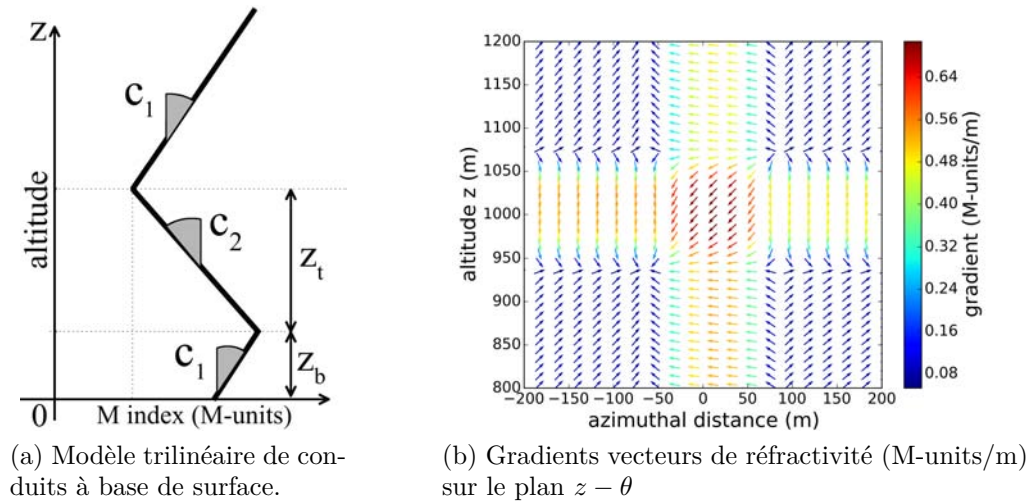 z
altitude
c₁
c₂
z_t
c₁
z_b
0
M index (M-units)
(a) Modèle trilinéaire de con-
duits à base de surface.
1200
1150
1100
1050
1000
950
900
850
800
altitude z (m)
−200 −150 −100 −50 0 50 100 150 200
azimuthal distance (m)
0.64
0.56
0.48
0.40
0.32
0.24
0.16
0.08
gradient (M-units/m)
(b) Gradients vecteurs de réfractivité (M-units/m)
sur le plan z − θ